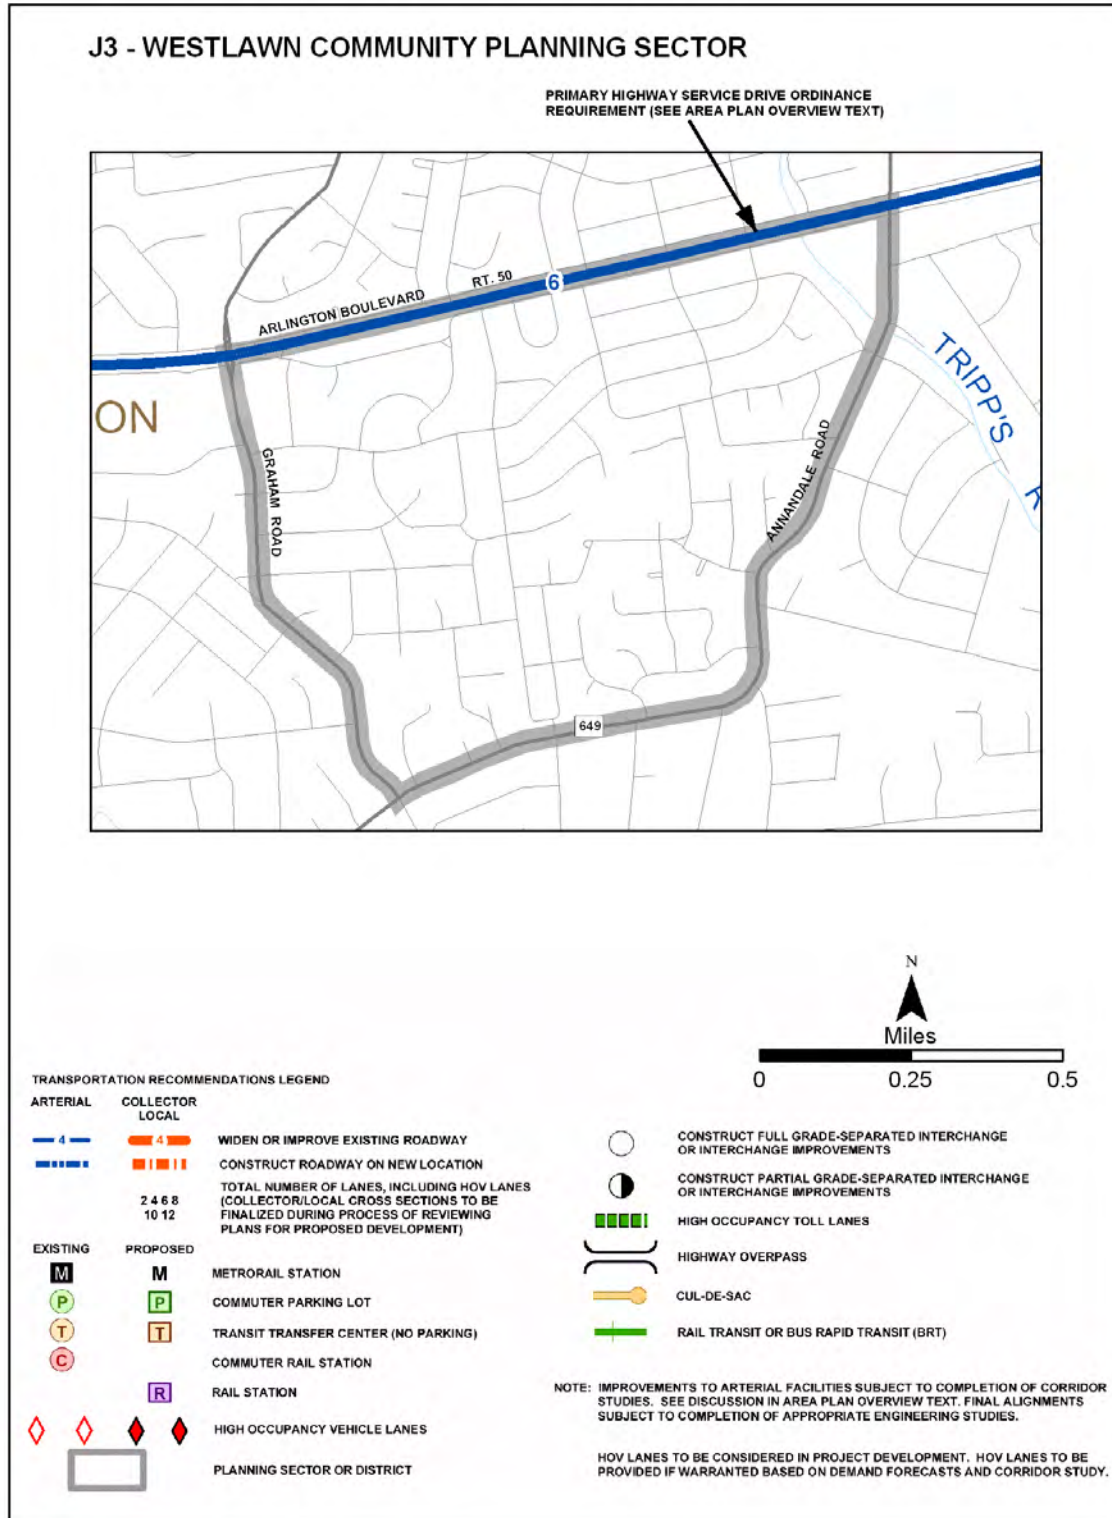 J3 - WESTLAWN COMMUNITY PLANNING SECTOR
PRIMARY HIGHWAY SERVICE DRIVE ORDINANCE
REQUIREMENT (SEE AREA PLAN OVERVIEW TEXT)
ARLINGTON BOULEVARD
RT. 50
6
ON
TRIPP'S
R
GRAHAM ROAD
ANNANDALE ROAD
649
N
Miles
0 0.25 0.5
TRANSPORTATION RECOMMENDATIONS LEGEND
ARTERIAL
COLLECTOR
LOCAL
4 4 WIDEN OR IMPROVE EXISTING ROADWAY
CONSTRUCT ROADWAY ON NEW LOCATION
2 4 6 8
10 12
TOTAL NUMBER OF LANES, INCLUDING HOV LANES
(COLLECTOR/LOCAL CROSS SECTIONS TO BE
FINALIZED DURING PROCESS OF REVIEWING
PLANS FOR PROPOSED DEVELOPMENT)
EXISTING PROPOSED
M M METRORAIL STATION
P P COMMUTER PARKING LOT
T T TRANSIT TRANSFER CENTER (NO PARKING)
C COMMUTER RAIL STATION
R RAIL STATION
HIGH OCCUPANCY VEHICLE LANES
PLANNING SECTOR OR DISTRICT
CONSTRUCT FULL GRADE-SEPARATED INTERCHANGE
OR INTERCHANGE IMPROVEMENTS
CONSTRUCT PARTIAL GRADE-SEPARATED INTERCHANGE
OR INTERCHANGE IMPROVEMENTS
HIGH OCCUPANCY TOLL LANES
HIGHWAY OVERPASS
CUL-DE-SAC
RAIL TRANSIT OR BUS RAPID TRANSIT (BRT)
NOTE: IMPROVEMENTS TO ARTERIAL FACILITIES SUBJECT TO COMPLETION OF CORRIDOR
STUDIES. SEE DISCUSSION IN AREA PLAN OVERVIEW TEXT. FINAL ALIGNMENTS
SUBJECT TO COMPLETION OF APPROPRIATE ENGINEERING STUDIES.
HOV LANES TO BE CONSIDERED IN PROJECT DEVELOPMENT. HOV LANES TO BE
PROVIDED IF WARRANTED BASED ON DEMAND FORECASTS AND CORRIDOR STUDY.